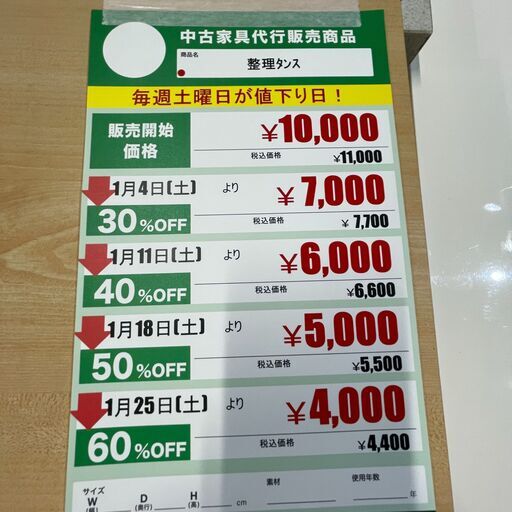 中古家具代行販売商品
商品名
整理タンス
毎週土曜日が値下り日！
販売開始
価格
¥10,000
税込価格 ¥11,000
1月4日(土) より ¥7,000
30%OFF 税込価格 ¥7,700
1月11日(土) より ¥6,000
40%OFF 税込価格 ¥6,600
1月18日(土) より ¥5,000
50%OFF 税込価格 ¥5,500
1月25日(土) より ¥4,000
60%OFF 税込価格 ¥4,400
サイズ 素材 使用年数
W(幅) D(奥行) H(高) cm 年